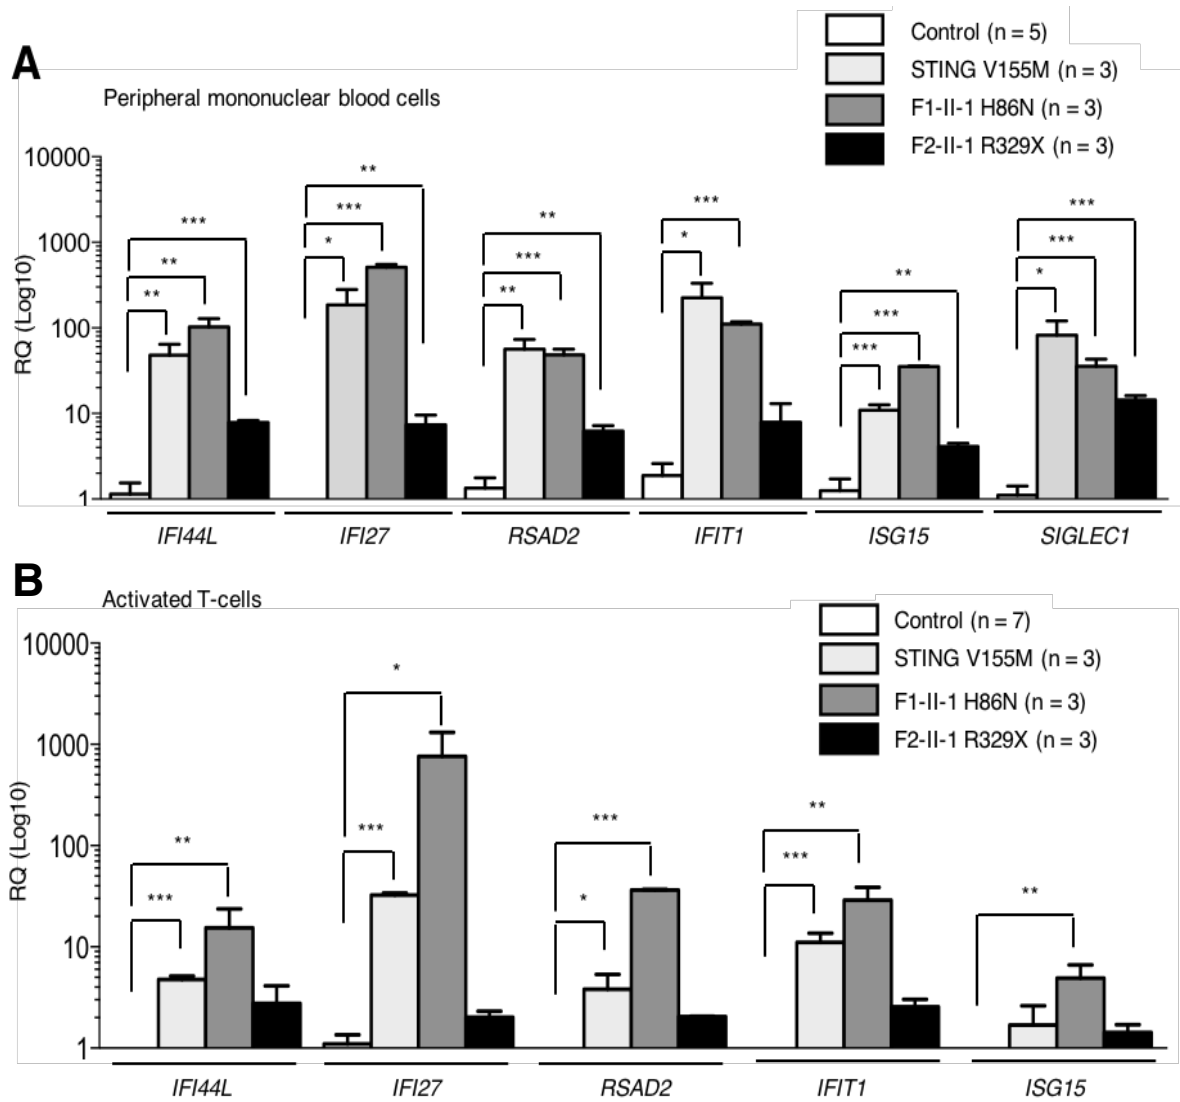 A
Control (n = 5)
STING V155M (n = 3)
F1-II-1 H86N (n = 3)
F2-II-1 R329X (n = 3)
Peripheral mononuclear blood cells
RQ (Log10)
10000
1000
100
10
1
** ** ***
* *** **
** *** **
* ***
*** *** **
* *** ***
IFI44L IFI27 RSAD2 IFIT1 ISG15 SIGLEC1
B
Activated T-cells
Control (n = 7)
STING V155M (n = 3)
F1-II-1 H86N (n = 3)
F2-II-1 R329X (n = 3)
RQ (Log10)
10000
1000
100
10
1
*** **
*** *
* ***
*** **
**
IFI44L IFI27 RSAD2 IFIT1 ISG15